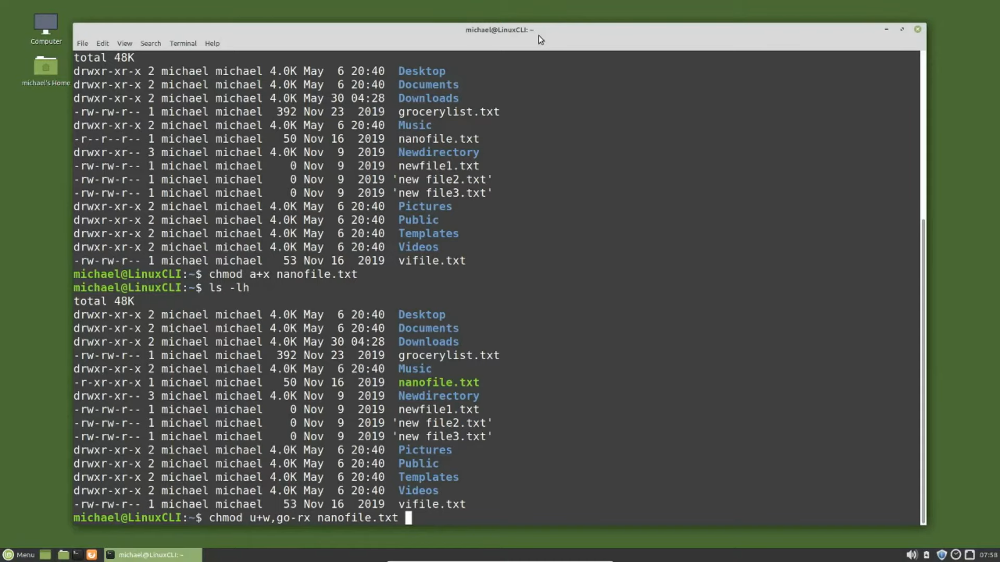 Computer
michael's Home
michael@LinuxCLI: ~
File Edit View Search Terminal Help
total 48K
drwxr-xr-x 2 michael michael 4.0K May  6 20:40  Desktop
drwxr-xr-x 2 michael michael 4.0K May  6 20:40  Documents
drwxr-xr-x 2 michael michael 4.0K May 30 04:28  Downloads
-rw-rw-r-- 1 michael michael  392 Nov 23  2019  grocerylist.txt
drwxr-xr-x 2 michael michael 4.0K May  6 20:40  Music
-r--r--r-- 1 michael michael   50 Nov 16  2019  nanofile.txt
drwxr-xr-- 3 michael michael 4.0K Nov  9  2019  Newdirectory
-rw-rw-r-- 1 michael michael    0 Nov  9  2019  newfile1.txt
-rw-rw-r-- 1 michael michael    0 Nov  9  2019 'new file2.txt'
-rw-rw-r-- 1 michael michael    0 Nov  9  2019 'new file3.txt'
drwxr-xr-x 2 michael michael 4.0K May  6 20:40  Pictures
drwxr-xr-x 2 michael michael 4.0K May  6 20:40  Public
drwxr-xr-x 2 michael michael 4.0K May  6 20:40  Templates
drwxr-xr-x 2 michael michael 4.0K May  6 20:40  Videos
-rw-rw-r-- 1 michael michael   53 Nov 16  2019  vifile.txt
michael@LinuxCLI:~$ chmod a+x nanofile.txt
michael@LinuxCLI:~$ ls -lh
total 48K
drwxr-xr-x 2 michael michael 4.0K May  6 20:40  Desktop
drwxr-xr-x 2 michael michael 4.0K May  6 20:40  Documents
drwxr-xr-x 2 michael michael 4.0K May 30 04:28  Downloads
-rw-rw-r-- 1 michael michael  392 Nov 23  2019  grocerylist.txt
drwxr-xr-x 2 michael michael 4.0K May  6 20:40  Music
-r-xr-xr-x 1 michael michael   50 Nov 16  2019  nanofile.txt
drwxr-xr-- 3 michael michael 4.0K Nov  9  2019  Newdirectory
-rw-rw-r-- 1 michael michael    0 Nov  9  2019  newfile1.txt
-rw-rw-r-- 1 michael michael    0 Nov  9  2019 'new file2.txt'
-rw-rw-r-- 1 michael michael    0 Nov  9  2019 'new file3.txt'
drwxr-xr-x 2 michael michael 4.0K May  6 20:40  Pictures
drwxr-xr-x 2 michael michael 4.0K May  6 20:40  Public
drwxr-xr-x 2 michael michael 4.0K May  6 20:40  Templates
drwxr-xr-x 2 michael michael 4.0K May  6 20:40  Videos
-rw-rw-r-- 1 michael michael   53 Nov 16  2019  vifile.txt
michael@LinuxCLI:~$ chmod u+w,go-rx nanofile.txt
Menu michael@LinuxCLI: ~ 07:58